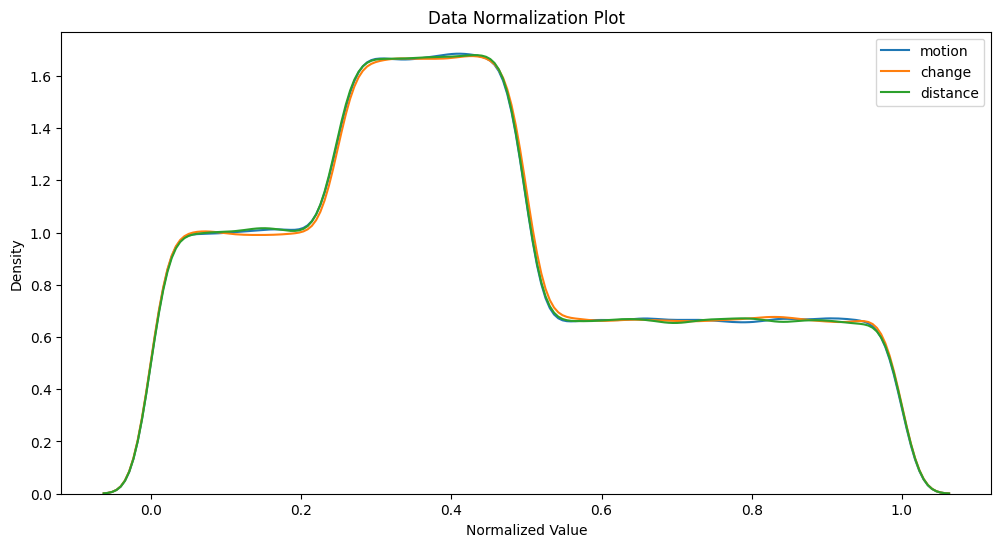 Data Normalization Plot
motion
change
distance
Density
1.6
1.4
1.2
1.0
0.8
0.6
0.4
0.2
0.0
0.0 0.2 0.4 0.6 0.8 1.0
Normalized Value